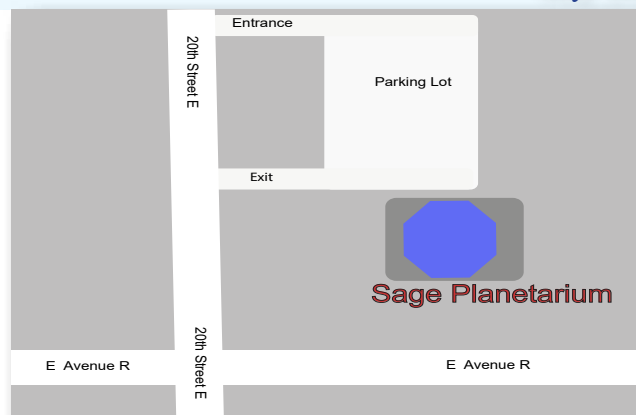 Entrance
20th Street E
Parking Lot
Exit
Sage Planetarium
20th Street E
E Avenue R
E Avenue R